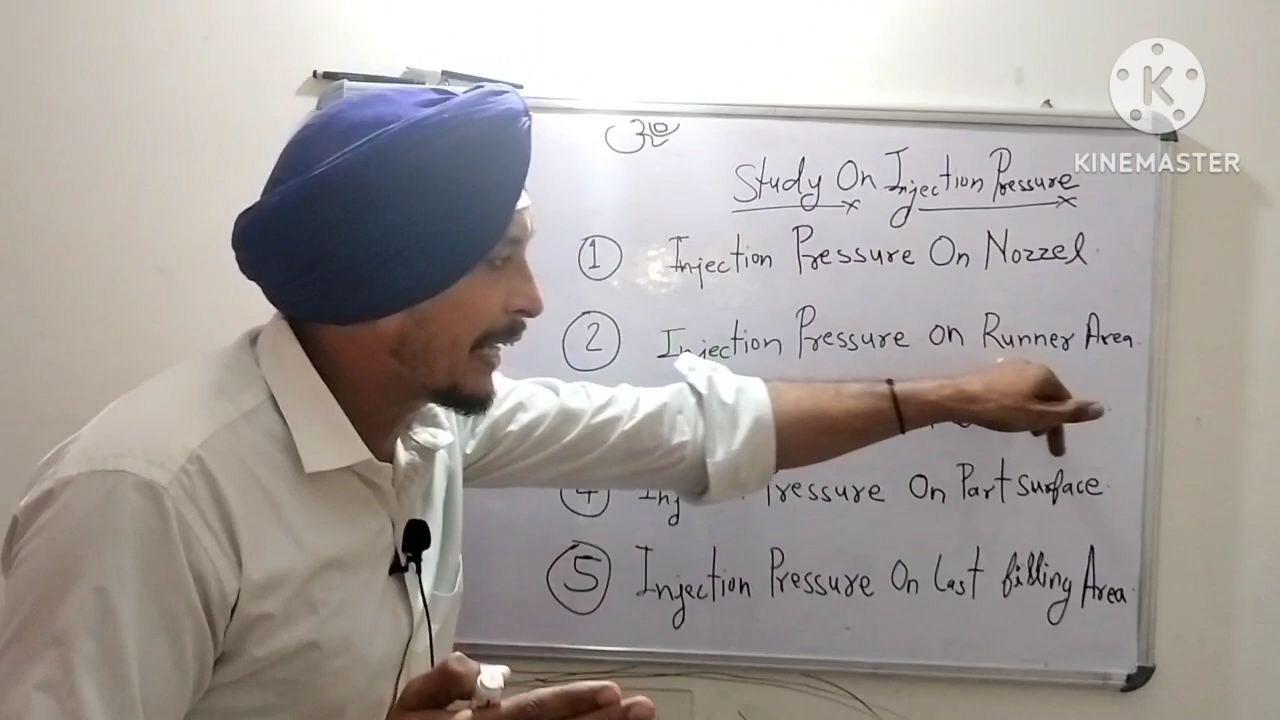 ੴ
Study On Injection Pressure
K
KINEMASTER
1 Injection Pressure On Nozzel
2 Injection Pressure on Runner Area
4 Pressure On Part surface
5 Injection Pressure On Last filling Area